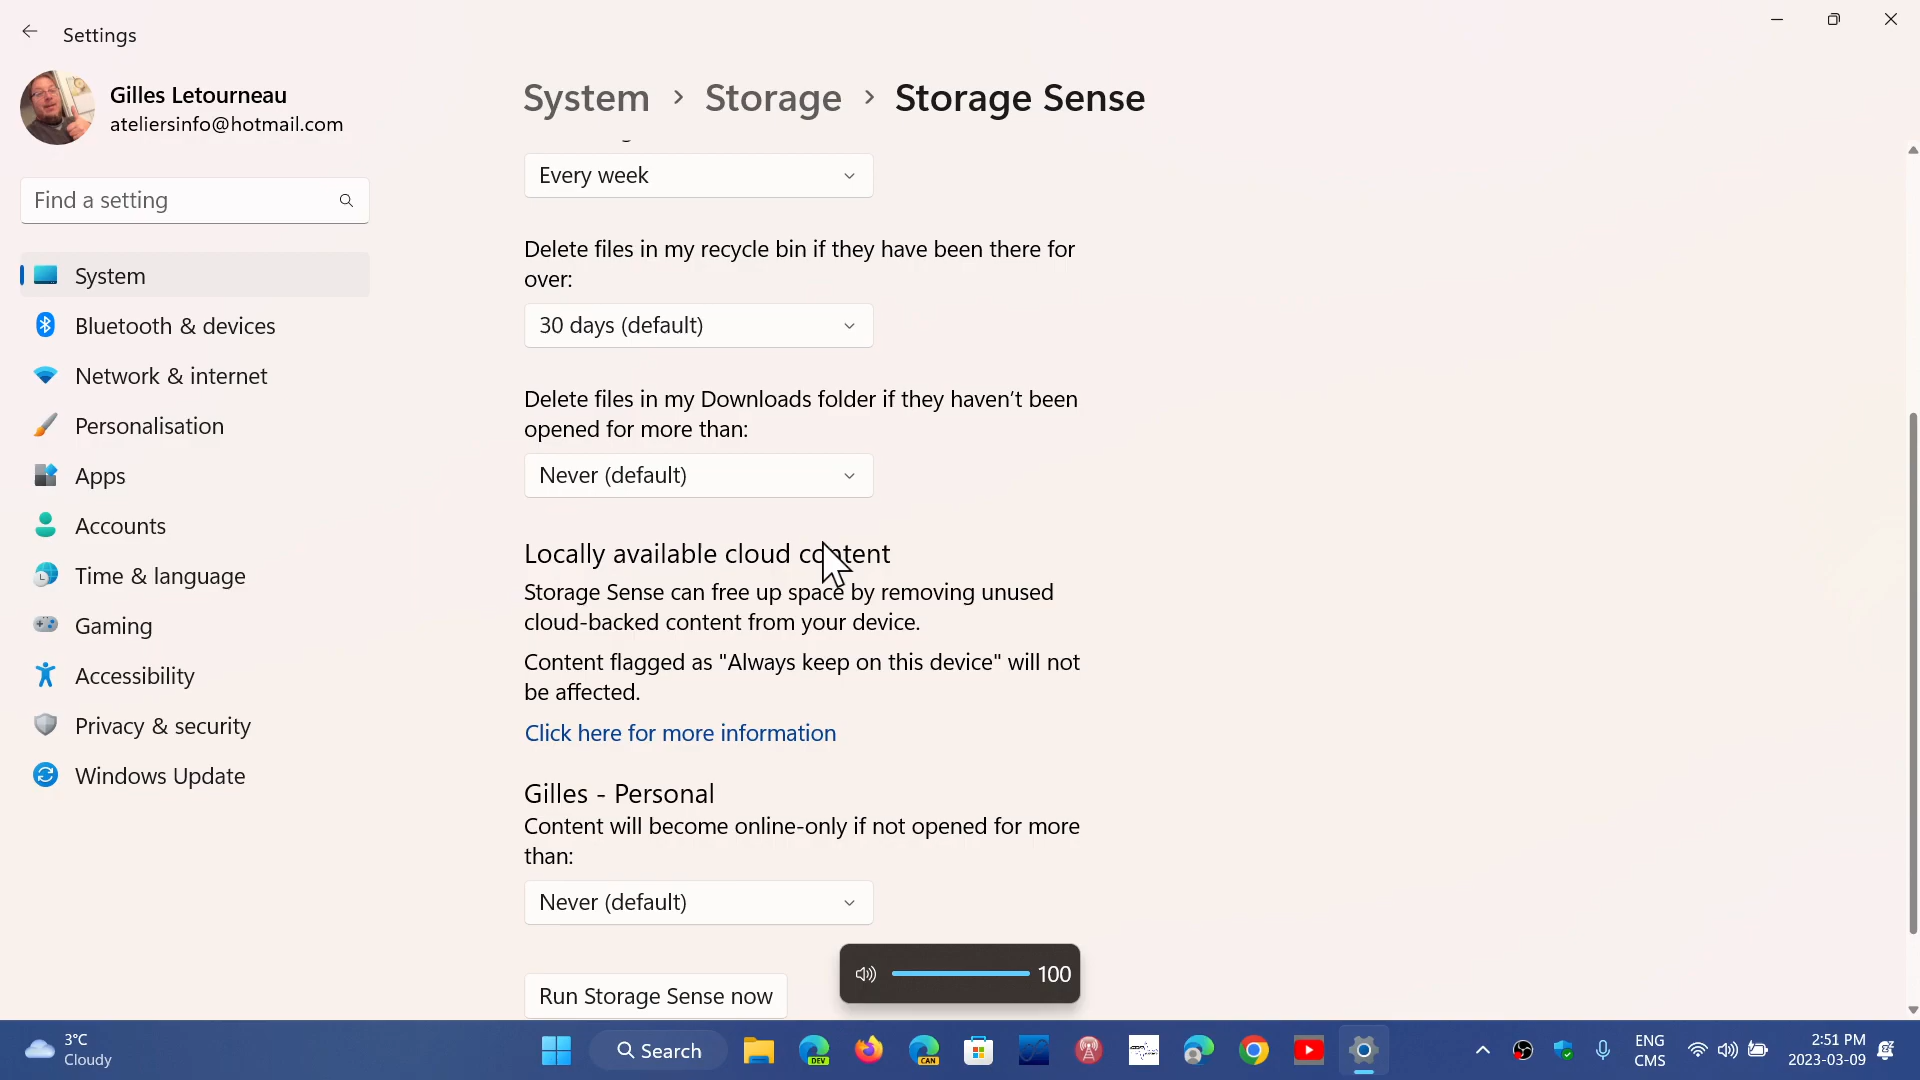 Settings
Gilles Letourneau
ateliersinfo@hotmail.com
Find a setting
System
Bluetooth & devices
Network & internet
Personalisation
Apps
Accounts
Time & language
Gaming
Accessibility
Privacy & security
Windows Update
System > Storage > Storage Sense
Every week
Delete files in my recycle bin if they have been there for
over:
30 days (default)
Delete files in my Downloads folder if they haven't been
opened for more than:
Never (default)
Locally available cloud content
Storage Sense can free up space by removing unused
cloud-backed content from your device.
Content flagged as "Always keep on this device" will not
be affected.
Click here for more information
Gilles - Personal
Content will become online-only if not opened for more
than:
Never (default)
Run Storage Sense now
100
3°C
Cloudy
Search
DEV
CAN
ENG
CMS
2:51 PM
2023-03-09